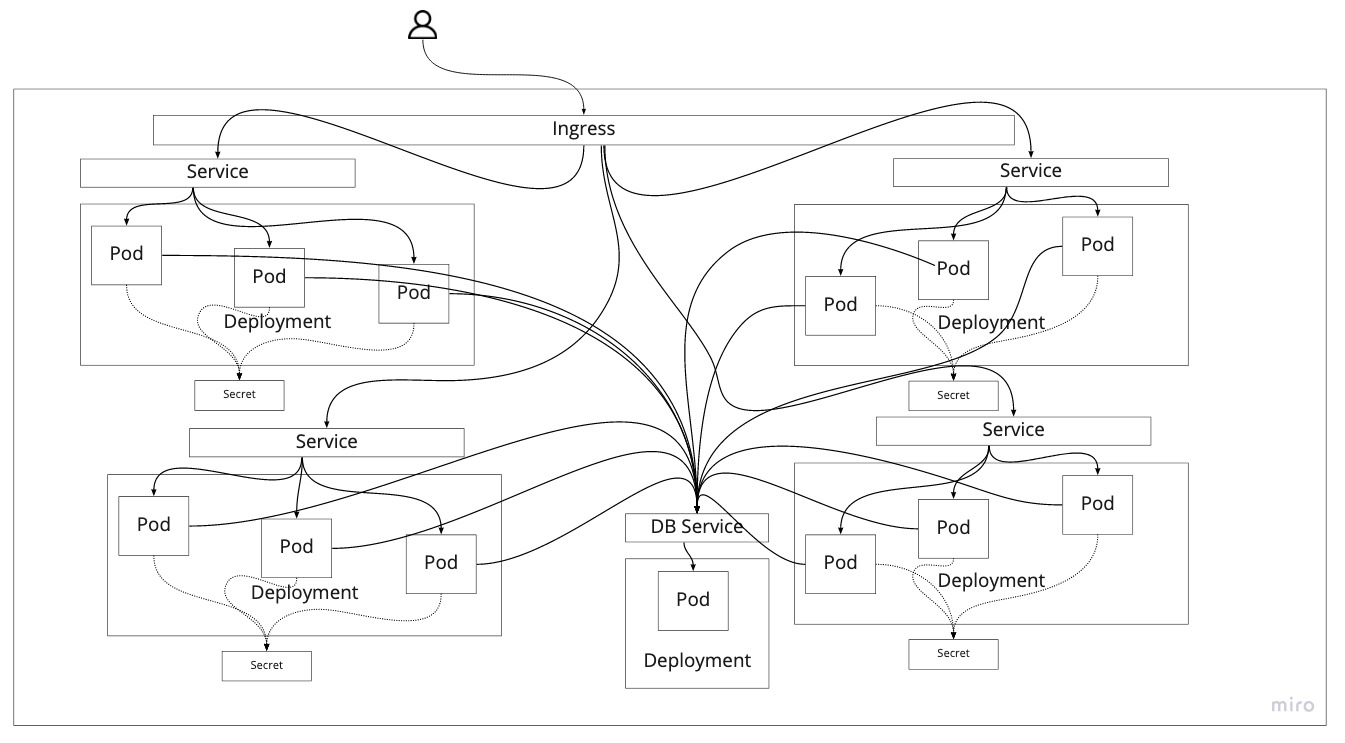 Ingress
Service
Pod
Pod
Pod
Deployment
Secret
Service
Pod
Pod
Pod
Deployment
Secret
Service
Pod
Pod
Pod
Deployment
Secret
DB Service
Pod
Deployment
Service
Pod
Pod
Pod
Deployment
Secret
miro